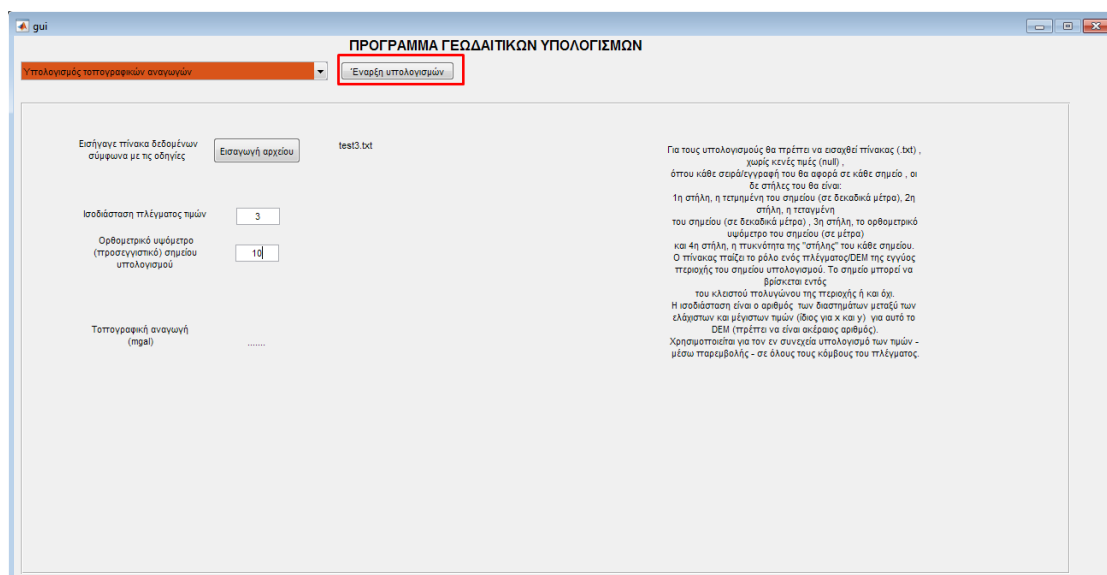 gui
ΠΡΟΓΡΑΜΜΑ ΓΕΩΔΑΙΤΙΚΩΝ ΥΠΟΛΟΓΙΣΜΩΝ
Υπολογισμός τοπογραφικών αναγωγών
Έναρξη υπολογισμών
Εισήγαγε πίνακα δεδομένων
σύμφωνα με τις οδηγίες
Εισαγωγή αρχείου
test3.txt
Ισοδιάσταση πλέγματος τιμών
3
Ορθομετρικό υψόμετρο
(προσεγγιστικό) σημείου
υπολογισμού
10
Τοπογραφική αναγωγή
(mgal)
.......
Για τους υπολογισμούς θα πρέπει να εισαχθεί πίνακας (.txt) ,
χωρίς κενές τιμές (null) ,
όπου κάθε σειρά/εγγραφή του θα αφορά σε κάθε σημείο , οι
δε στήλες του θα είναι:
1η στήλη, η τετμημένη του σημείου (σε δεκαδικά μέτρα), 2η
στήλη, η τεταγμένη
του σημείου (σε δεκαδικά μέτρα) , 3η στήλη, το ορθομετρικό
υψόμετρο του σημείου (σε μέτρα)
και 4η στήλη, η πυκνότητα της "στήλης" του κάθε σημείου.
Ο πίνακας παίζει το ρόλο ενός πλέγματος/DEM της εγγύος
περιοχής του σημείου υπολογισμού. Το σημείο μπορεί να
βρίσκεται εντός
του κλειστού πολυγώνου της περιοχής ή και όχι.
Η ισοδιάσταση είναι ο αριθμός των διαστημάτων μεταξύ των
ελάχιστων και μέγιστων τιμών (ίδιος για x και y) για αυτό το
DEM (πρέπει να είναι ακέραιος αριθμός).
Χρησιμοποιείται για τον εν συνεχεία υπολογισμό των τιμών -
μέσω παρεμβολής - σε όλους τους κόμβους του πλέγματος.